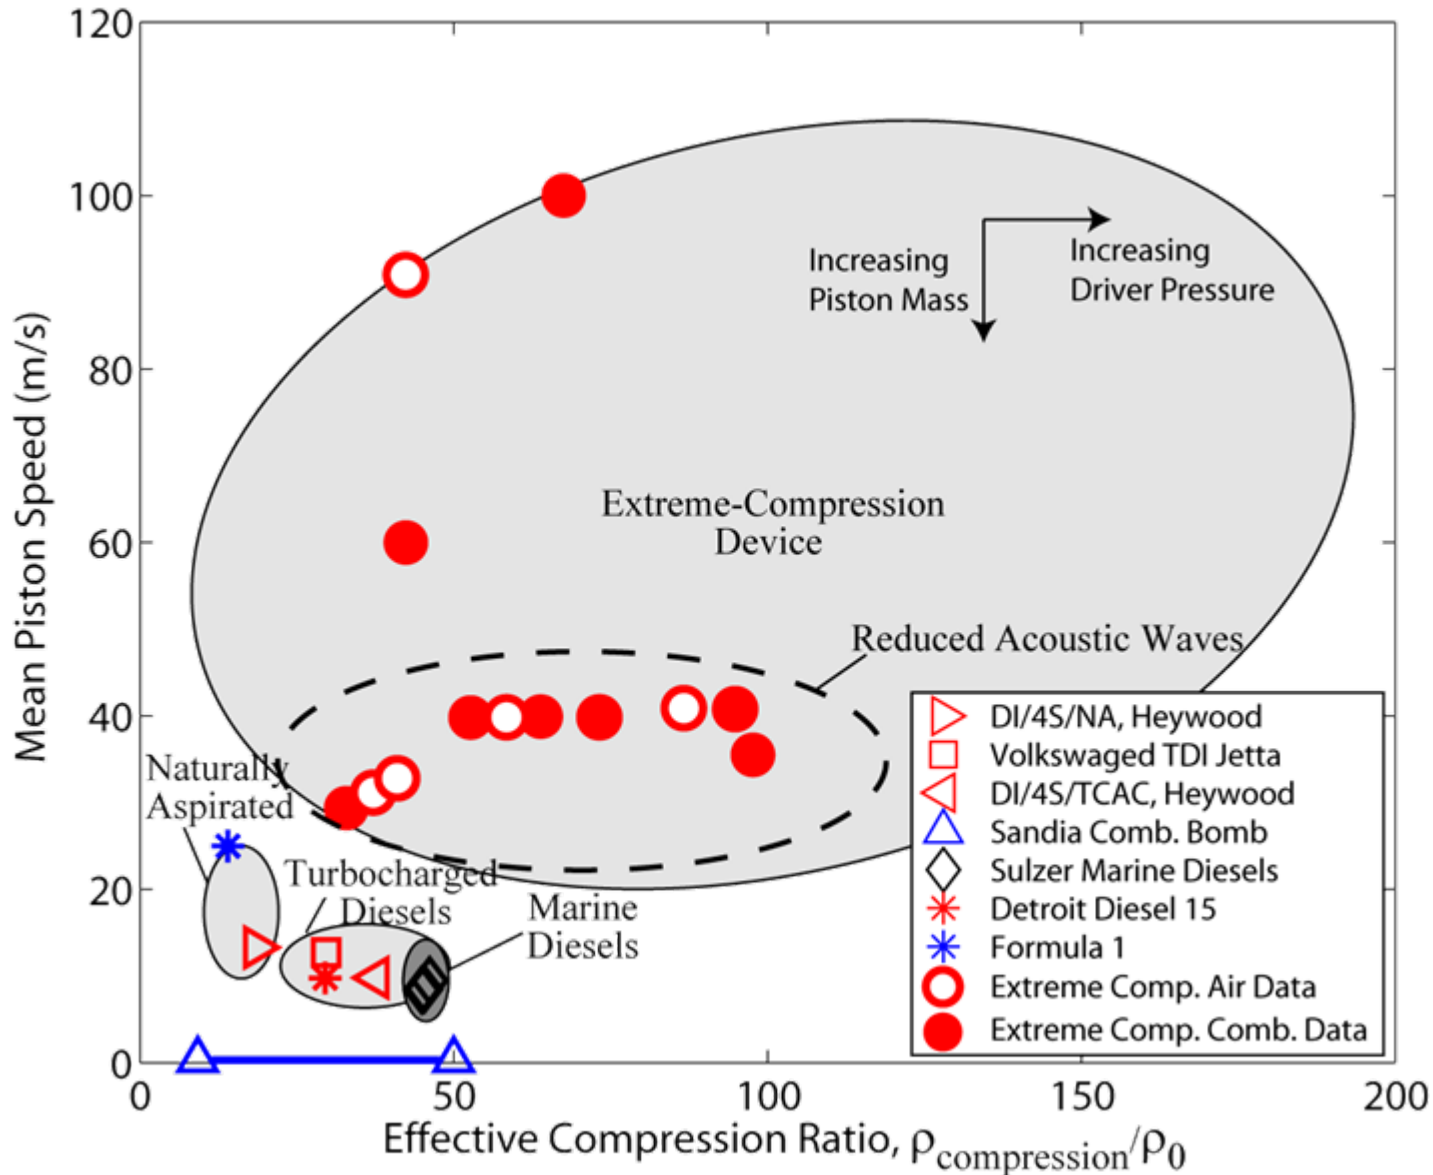 120
100
80
60
40
20
0
Mean Piston Speed (m/s)
Increasing
Piston Mass
Increasing
Driver Pressure
Extreme-Compression
Device
Reduced Acoustic Waves
Naturally
Aspirated
Turbocharged
Diesels
Marine
Diesels
DI/4S/NA, Heywood
Volkswaged TDI Jetta
DI/4S/TCAC, Heywood
Sandia Comb. Bomb
Sulzer Marine Diesels
Detroit Diesel 15
Formula 1
Extreme Comp. Air Data
Extreme Comp. Comb. Data
0 50 100 150 200
Effective Compression Ratio, ρcompression/ρ0